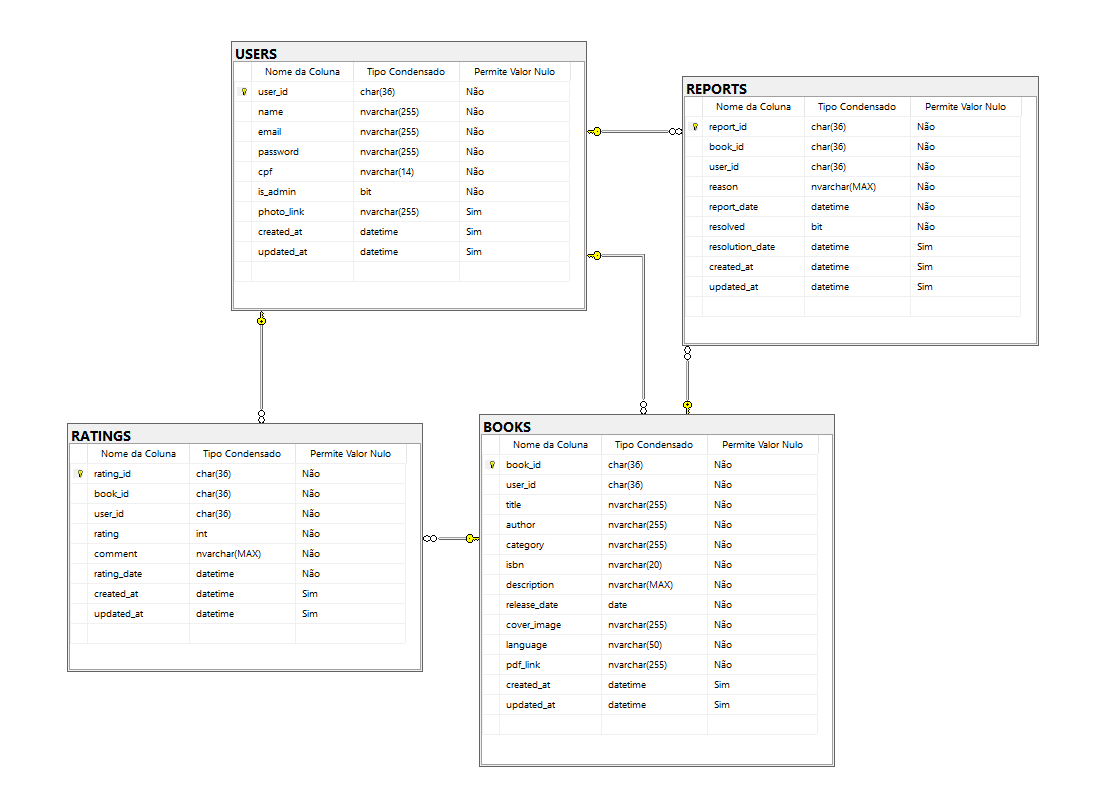 USERS
Nome da Coluna Tipo Condensado Permite Valor Nulo
user_id char(36) Não
name nvarchar(255) Não
email nvarchar(255) Não
password nvarchar(255) Não
cpf nvarchar(14) Não
is_admin bit Não
photo_link nvarchar(255) Sim
created_at datetime Sim
updated_at datetime Sim
REPORTS
Nome da Coluna Tipo Condensado Permite Valor Nulo
report_id char(36) Não
book_id char(36) Não
user_id char(36) Não
reason nvarchar(MAX) Não
report_date datetime Não
resolved bit Não
resolution_date datetime Sim
created_at datetime Sim
updated_at datetime Sim
RATINGS
Nome da Coluna Tipo Condensado Permite Valor Nulo
rating_id char(36) Não
book_id char(36) Não
user_id char(36) Não
rating int Não
comment nvarchar(MAX) Não
rating_date datetime Não
created_at datetime Sim
updated_at datetime Sim
BOOKS
Nome da Coluna Tipo Condensado Permite Valor Nulo
book_id char(36) Não
user_id char(36) Não
title nvarchar(255) Não
author nvarchar(255) Não
category nvarchar(255) Não
isbn nvarchar(20) Não
description nvarchar(MAX) Não
release_date date Não
cover_image nvarchar(255) Não
language nvarchar(50) Não
pdf_link nvarchar(255) Não
created_at datetime Sim
updated_at datetime Sim